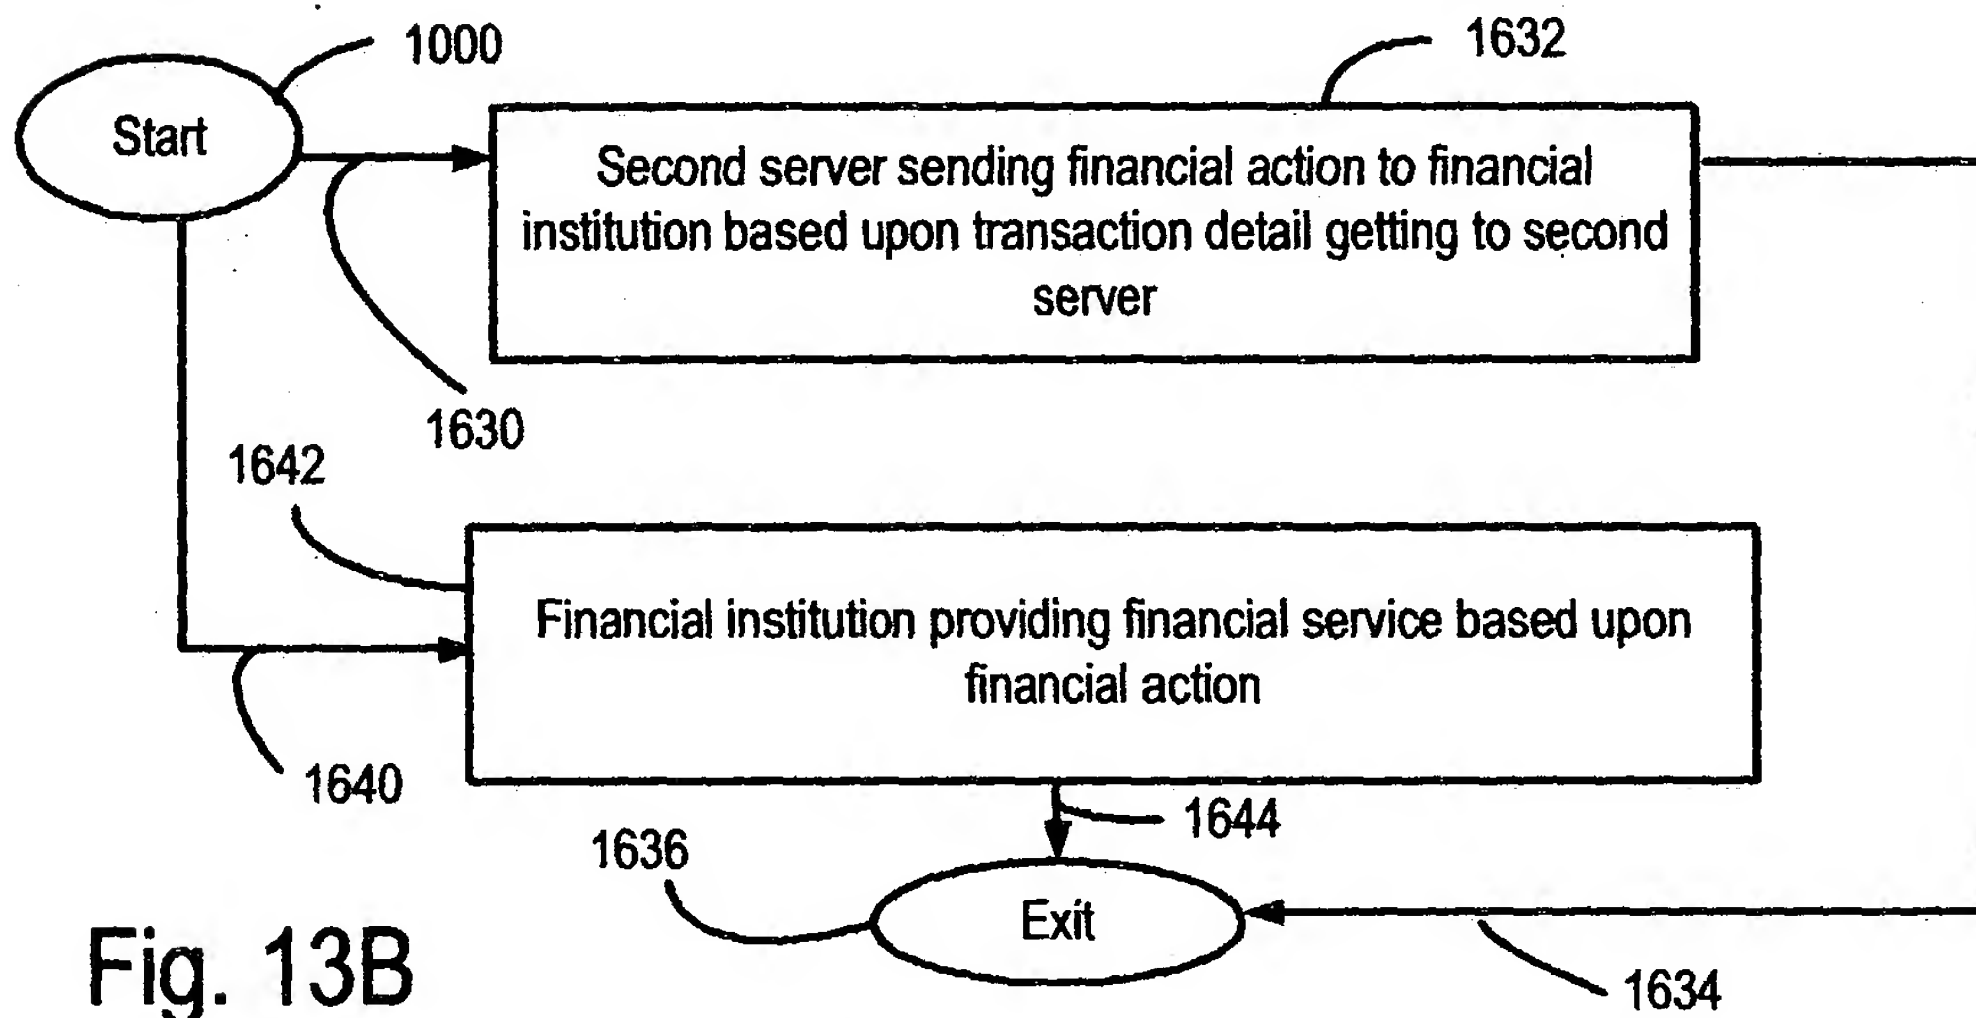 1000
1632
Start
Second server sending financial action to financial
institution based upon transaction detail getting to second
server
1630
1642
Financial institution providing financial service based upon
financial action
1640
1644
1636
Exit
1634
Fig. 13B